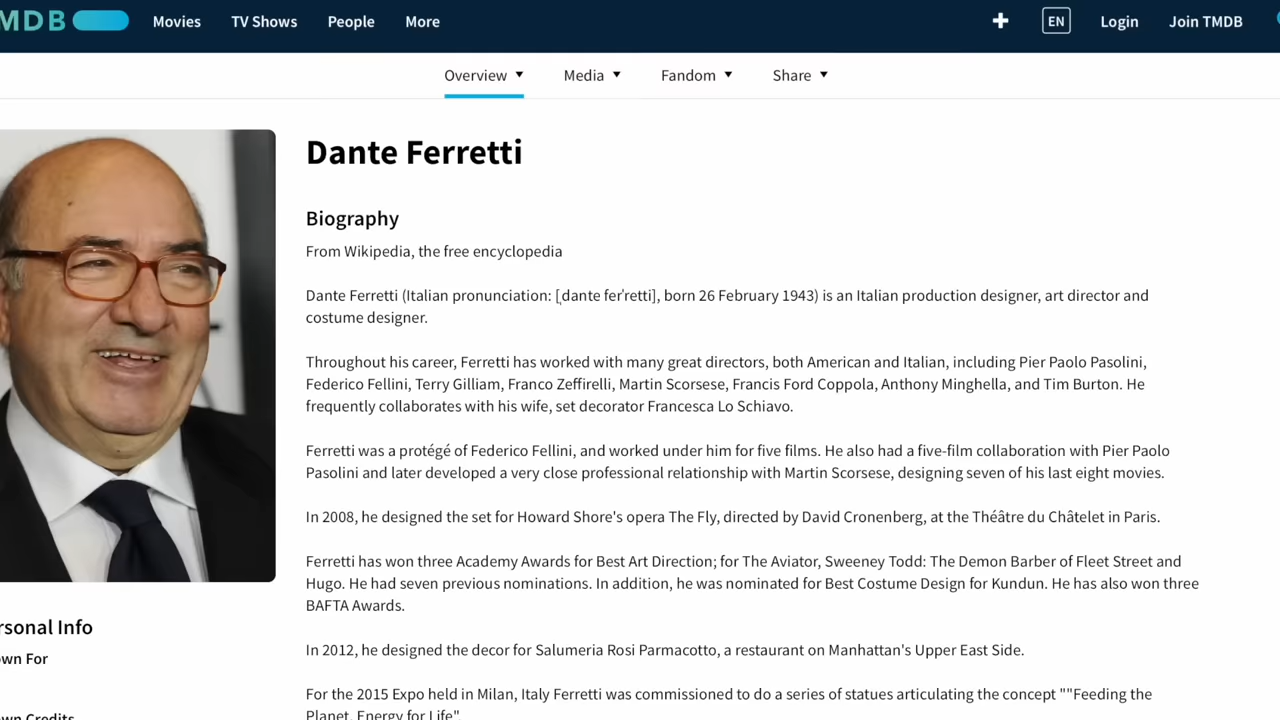 MDB
Movies TV Shows People More EN Login Join TMDB
Overview Media Fandom Share
Dante Ferretti
Biography
From Wikipedia, the free encyclopedia
Dante Ferretti (Italian pronunciation: [ˌdante ferˈretti], born 26 February 1943) is an Italian production designer, art director and
costume designer.
Throughout his career, Ferretti has worked with many great directors, both American and Italian, including Pier Paolo Pasolini,
Federico Fellini, Terry Gilliam, Franco Zeffirelli, Martin Scorsese, Francis Ford Coppola, Anthony Minghella, and Tim Burton. He
frequently collaborates with his wife, set decorator Francesca Lo Schiavo.
Ferretti was a protégé of Federico Fellini, and worked under him for five films. He also had a five-film collaboration with Pier Paolo
Pasolini and later developed a very close professional relationship with Martin Scorsese, designing seven of his last eight movies.
In 2008, he designed the set for Howard Shore's opera The Fly, directed by David Cronenberg, at the Théâtre du Châtelet in Paris.
Ferretti has won three Academy Awards for Best Art Direction; for The Aviator, Sweeney Todd: The Demon Barber of Fleet Street and
Hugo. He had seven previous nominations. In addition, he was nominated for Best Costume Design for Kundun. He has also won three
BAFTA Awards.
In 2012, he designed the decor for Salumeria Rosi Parmacotto, a restaurant on Manhattan's Upper East Side.
For the 2015 Expo held in Milan, Italy Ferretti was commissioned to do a series of statues articulating the concept ""Feeding the
Planet, Energy for Life".
rsonal Info
own For
own Credits